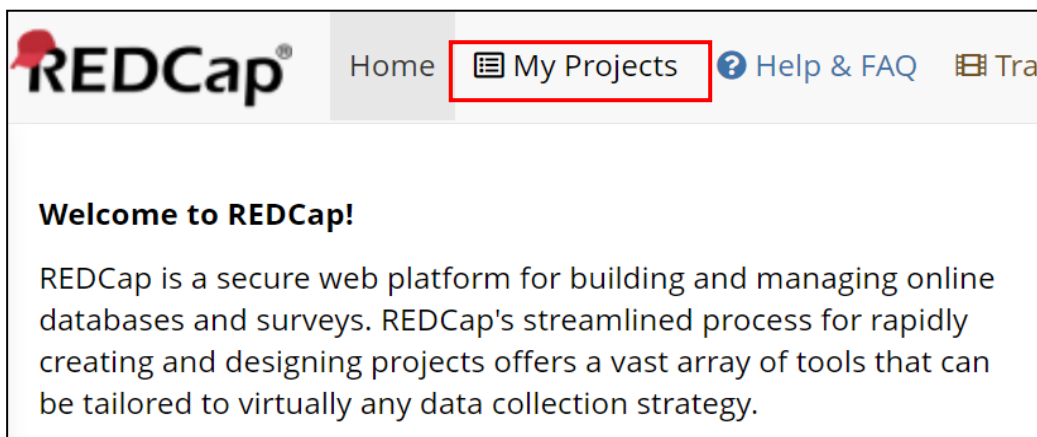 REDCap® Home My Projects Help & FAQ Tra
Welcome to REDCap!
REDCap is a secure web platform for building and managing online
databases and surveys. REDCap's streamlined process for rapidly
creating and designing projects offers a vast array of tools that can
be tailored to virtually any data collection strategy.